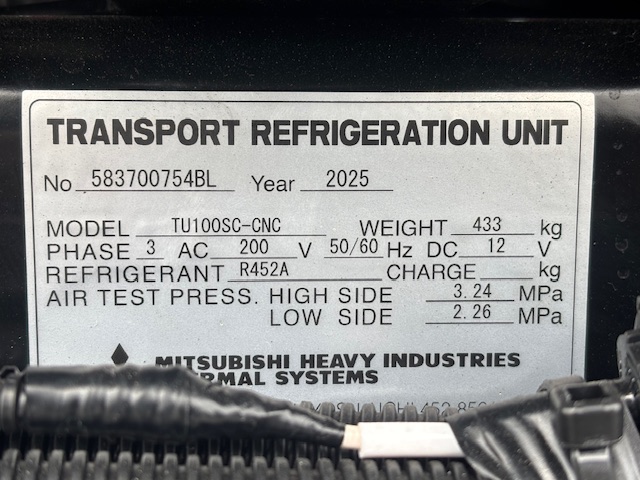 TRANSPORT REFRIGERATION UNIT
No 583700754BL Year 2025
MODEL TU100SC-CNC WEIGHT 433 kg
PHASE 3 AC 200 V 50/60 Hz DC 12 V
REFRIGERANT R452A CHARGE kg
AIR TEST PRESS. HIGH SIDE 3.24 MPa
LOW SIDE 2.26 MPa
MITSUBISHI HEAVY INDUSTRIES
THERMAL SYSTEMS